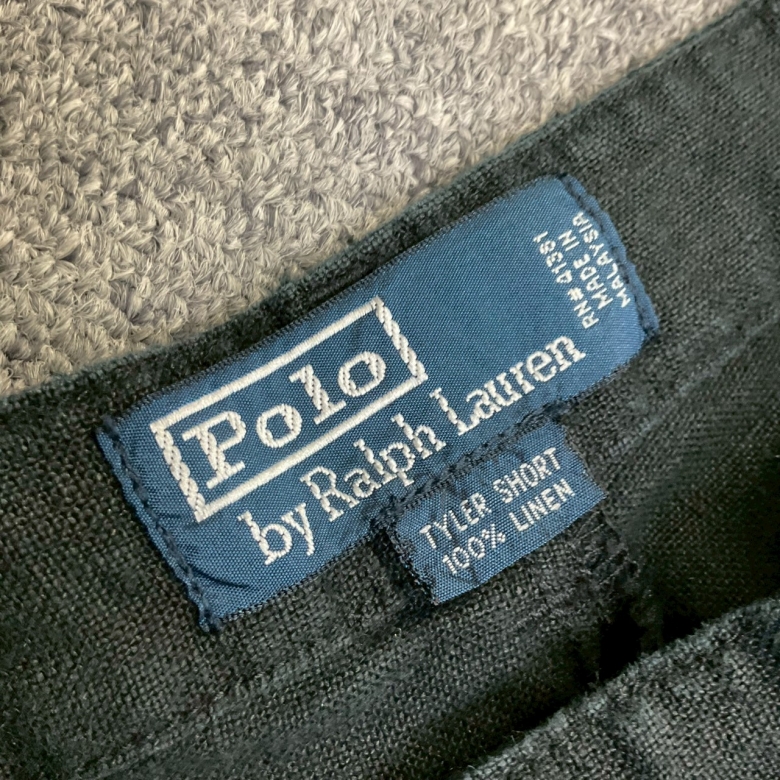 Polo
by Ralph Lauren
RN# 41381
MADE IN
MALAYSIA
TYLER SHORT
100% LINEN